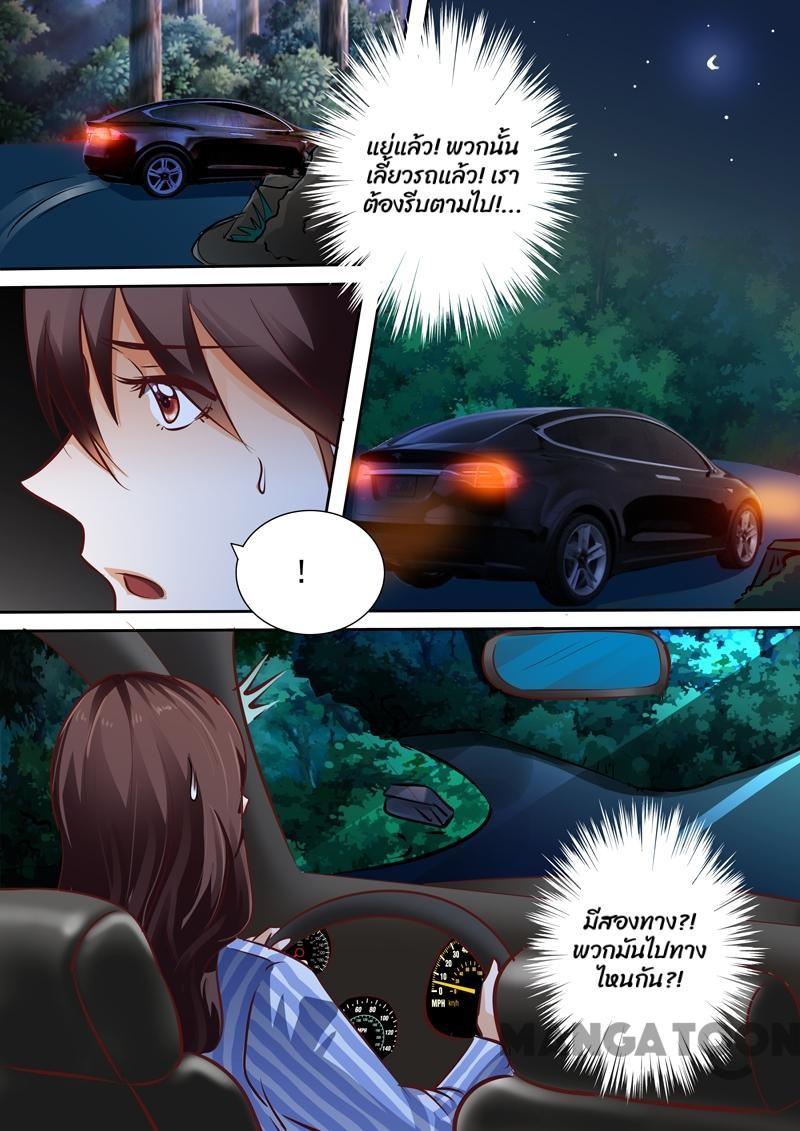 แย่แล้ว! พวกนั้น
เลี้ยวรถแล้ว! เรา
ต้องรีบตามไป!...
!
มีสองทาง?!
พวกมันไปทาง
ไหนกัน?!
MPH km/h
MPH
MANGATOON